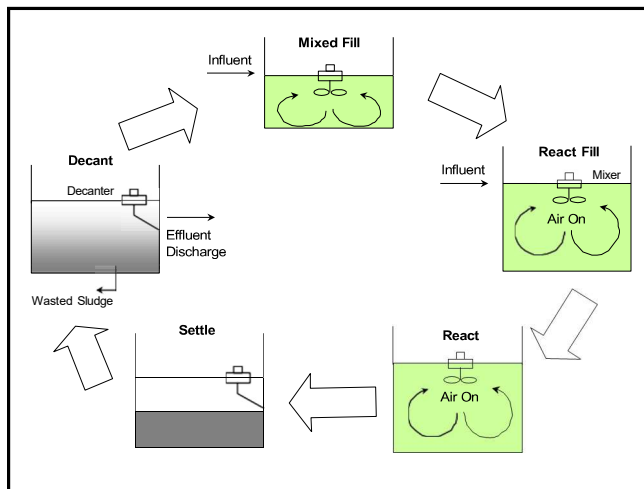 Mixed Fill
Influent
React Fill
Influent
Mixer
Air On
React
Air On
Settle
Decant
Decanter
Effluent
Discharge
Wasted Sludge